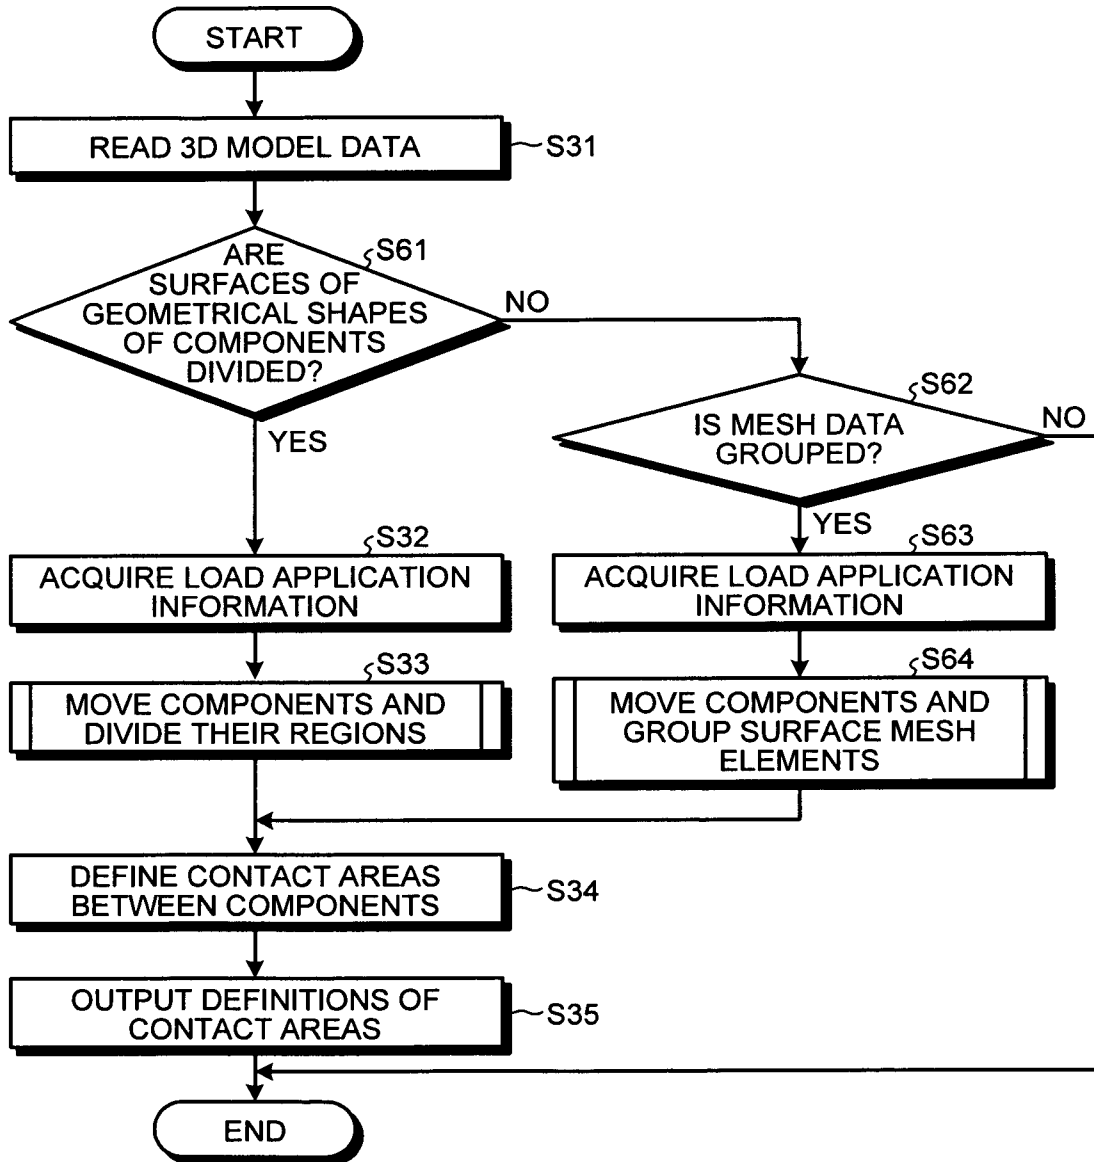 START
READ 3D MODEL DATA
S31
ARE
SURFACES OF
GEOMETRICAL SHAPES
OF COMPONENTS
DIVIDED?
S61
NO
YES
IS MESH DATA
GROUPED?
S62
NO
YES
S32
ACQUIRE LOAD APPLICATION
INFORMATION
S63
ACQUIRE LOAD APPLICATION
INFORMATION
S33
MOVE COMPONENTS AND
DIVIDE THEIR REGIONS
S64
MOVE COMPONENTS AND
GROUP SURFACE MESH
ELEMENTS
DEFINE CONTACT AREAS
BETWEEN COMPONENTS
S34
OUTPUT DEFINITIONS OF
CONTACT AREAS
S35
END